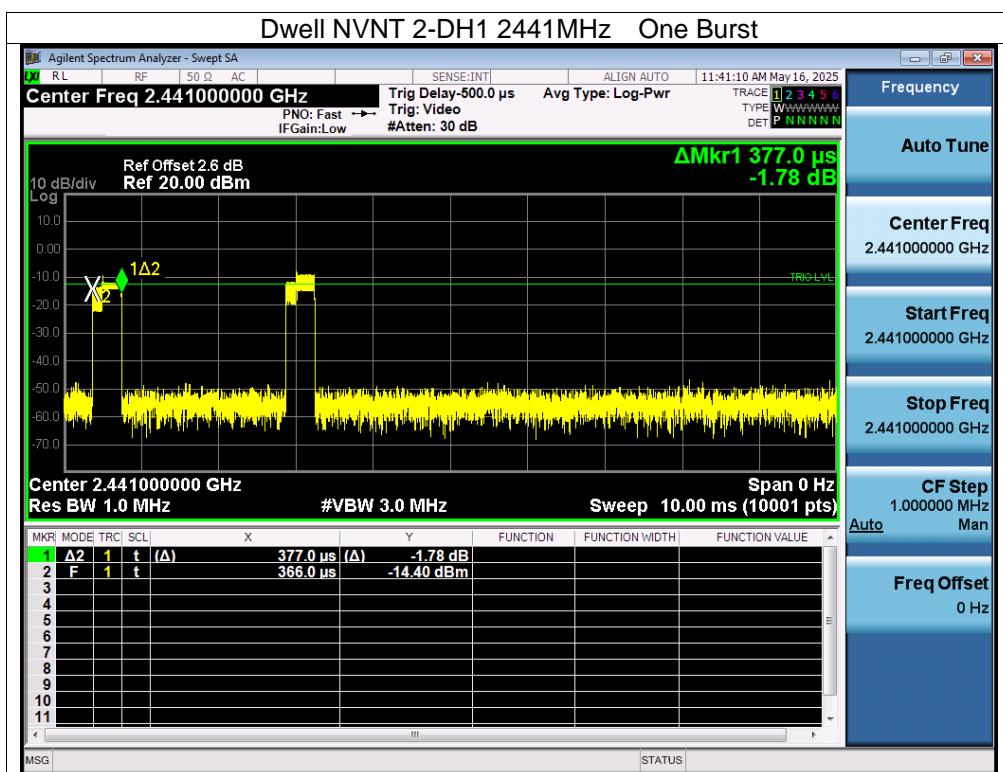 Dwell NVNT 2-DH1 2441MHz One Burst
Agilent Spectrum Analyzer - Swept SA
LXI RL RF 50 Ω AC SENSE:INT ALIGN AUTO 11:41:10 AM May 16, 2025
Center Freq 2.441000000 GHz
PNO: Fast
IFGain:Low
Trig Delay-500.0 µs
Trig: Video
#Atten: 30 dB
Avg Type: Log-Pwr
TRACE 1 2 3 4 5 6
TYPE WWWWWW
DET P N N N N N
ΔMkr1 377.0 µs
-1.78 dB
Ref Offset 2.6 dB
10 dB/div Ref 20.00 dBm
Log
10.0
0.00
-10.0
-20.0
-30.0
-40.0
-50.0
-60.0
-70.0
1Δ2
2
TRIG LVL
Center 2.441000000 GHz Span 0 Hz
Res BW 1.0 MHz #VBW 3.0 MHz Sweep 10.00 ms (10001 pts)
MKR MODE TRC SCL X Y FUNCTION FUNCTION WIDTH FUNCTION VALUE
1 Δ2 1 t (Δ) 377.0 µs (Δ) -1.78 dB
2 F 1 t 366.0 µs -14.40 dBm
3
4
5
6
7
8
9
10
11
MSG STATUS
Frequency
Auto Tune
Center Freq
2.441000000 GHz
Start Freq
2.441000000 GHz
Stop Freq
2.441000000 GHz
CF Step
1.000000 MHz
Auto Man
Freq Offset
0 Hz